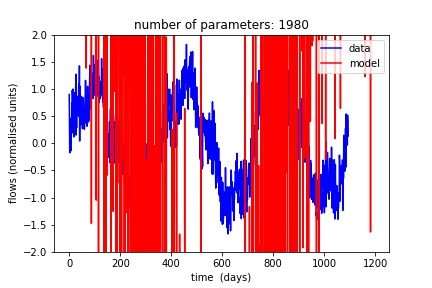 number of parameters: 1980
2.0
1.5
1.0
0.5
0.0
−0.5
−1.0
−1.5
−2.0
flows (normalised units)
data
model
0 200 400 600 800 1000 1200
time (days)